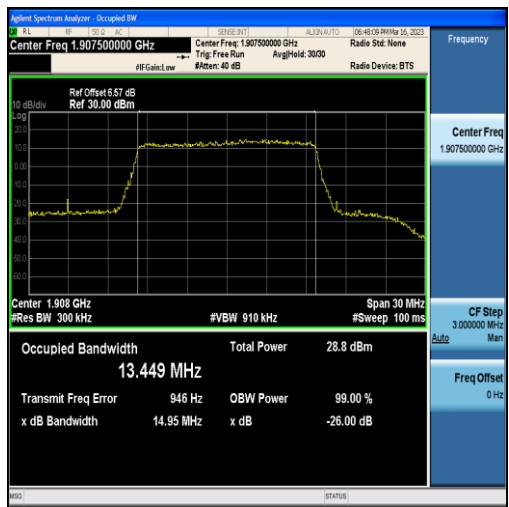 Agilent Spectrum Analyzer - Occupied BW
RL RF 50 Ω AC SENSE:INT ALIGN AUTO 06:48:09 PM Mar 16, 2023
Center Freq 1.907500000 GHz
Center Freq: 1.907500000 GHz
Radio Std: None
Trig: Free Run Avg|Hold: 30/30
#IFGain:Low #Atten: 40 dB Radio Device: BTS
Frequency
Ref Offset 6.57 dB
10 dB/div Ref 30.00 dBm
Log
20.0
10.0
0.00
-10.0
-20.0
-30.0
-40.0
-50.0
-60.0
Center 1.908 GHz Span 30 MHz
#Res BW 300 kHz #VBW 910 kHz #Sweep 100 ms
Occupied Bandwidth Total Power 28.8 dBm
13.449 MHz
Transmit Freq Error 946 Hz OBW Power 99.00 %
x dB Bandwidth 14.95 MHz x dB -26.00 dB
Center Freq
1.907500000 GHz
CF Step
3.000000 MHz
Auto Man
Freq Offset
0 Hz
MSG STATUS